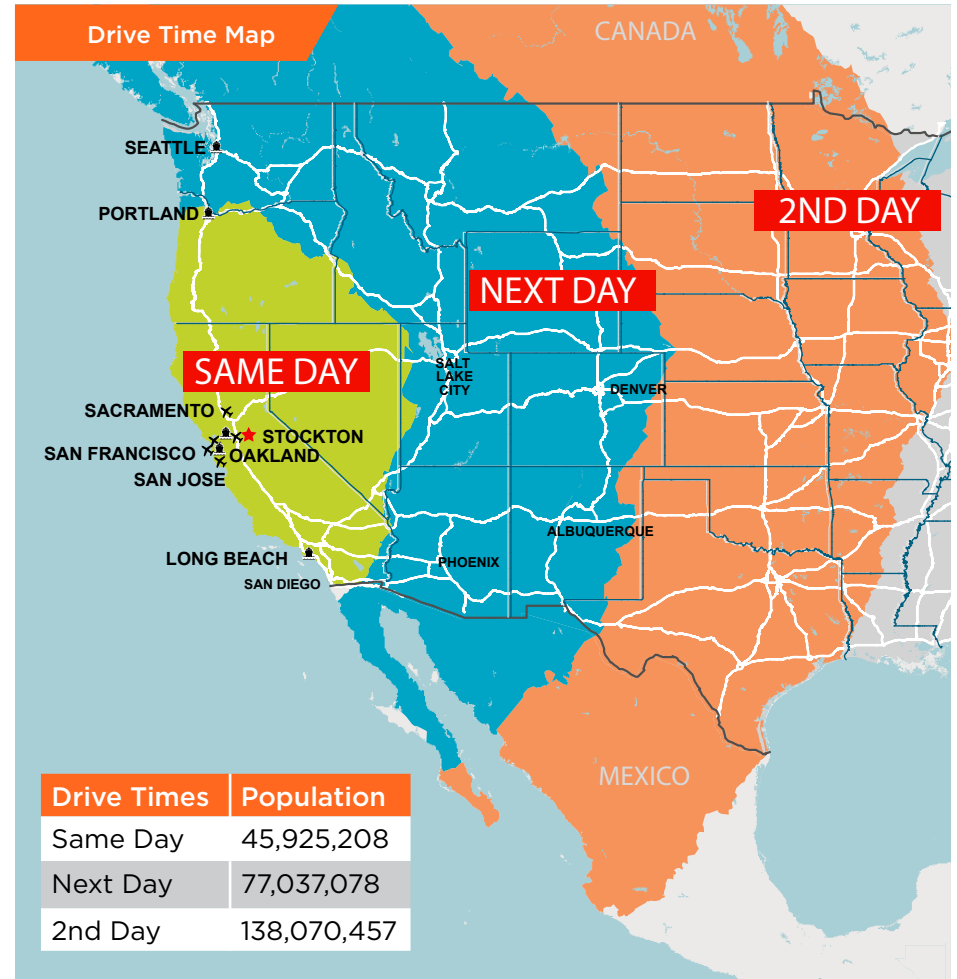 Drive Time Map
CANADA
SEATTLE
PORTLAND
2ND DAY
NEXT DAY
SAME DAY
SALT
LAKE
CITY
DENVER
SACRAMENTO
STOCKTON
SAN FRANCISCO
OAKLAND
SAN JOSE
ALBUQUERQUE
LONG BEACH
PHOENIX
SAN DIEGO
MEXICO
Drive Times Population
Same Day 45,925,208
Next Day 77,037,078
2nd Day 138,070,457